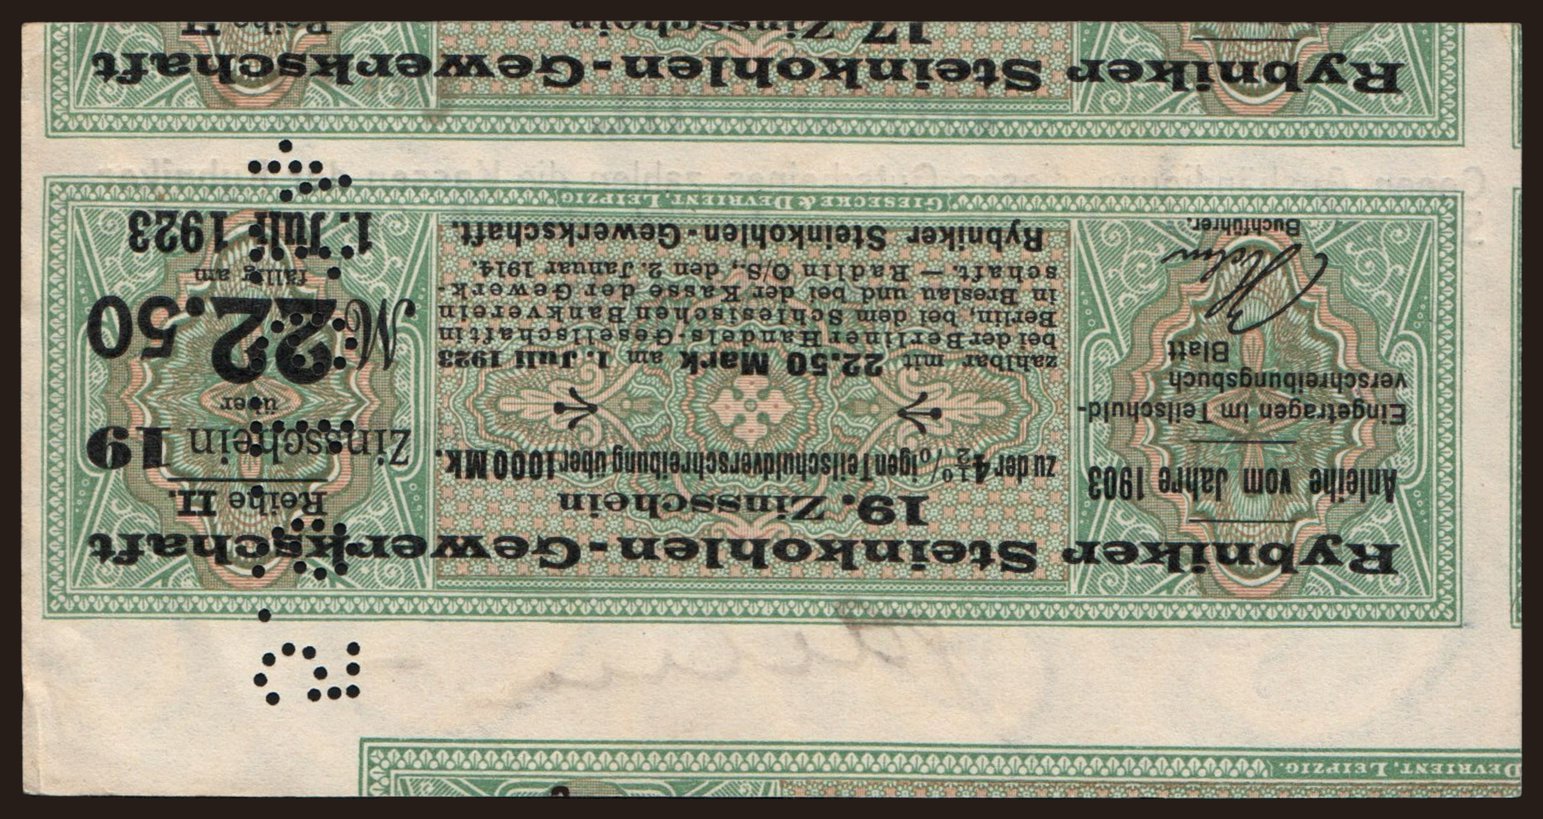 DEVRIENT, LEIPZIG.
Rybniker Steinkohlen-Gewerkschaft
Anleihe vom Jahre 1903
Eingetragen im Teilschuld-
verschreibungsbuch
Blatt
Buchführer.
19. Zinsschein
zu der 4½%igen Teilschuldverschreibung über 1000 MK.
zahlbar mit 22.50 Mark am 1. Juli 1923
bei der Berliner Handels-Gesellschaft in
Berlin, bei dem Schlesischen Bankverein
in Breslau und bei der Kasse der Gewerk-
schaft. — Radlin O/S., den 2. Januar 1914.
Rybniker Steinkohlen-Gewerkschaft.
Reihe II.
Zinsschein 19
über
№ 22.50
fällig am
1. Juli 1923
GIESECKE & DEVRIENT LEIPZIG
Rybniker Steinkohlen-Gewerkschaft
17. Zinsschein
Reihe II.